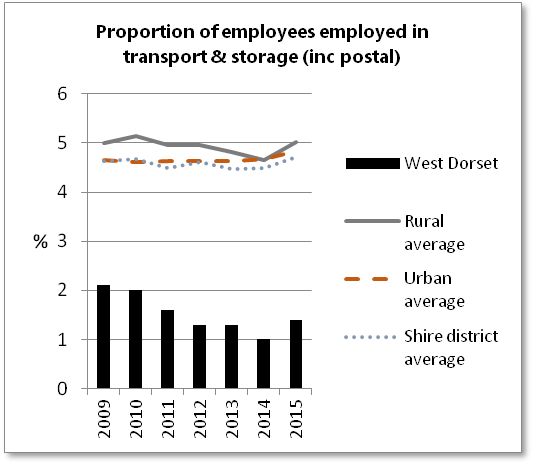 Proportion of employees employed in
transport & storage (inc postal)
6
5
4
3
2
1
0
%
2009
2010
2011
2012
2013
2014
2015
West Dorset
Rural
average
Urban
average
Shire district
average